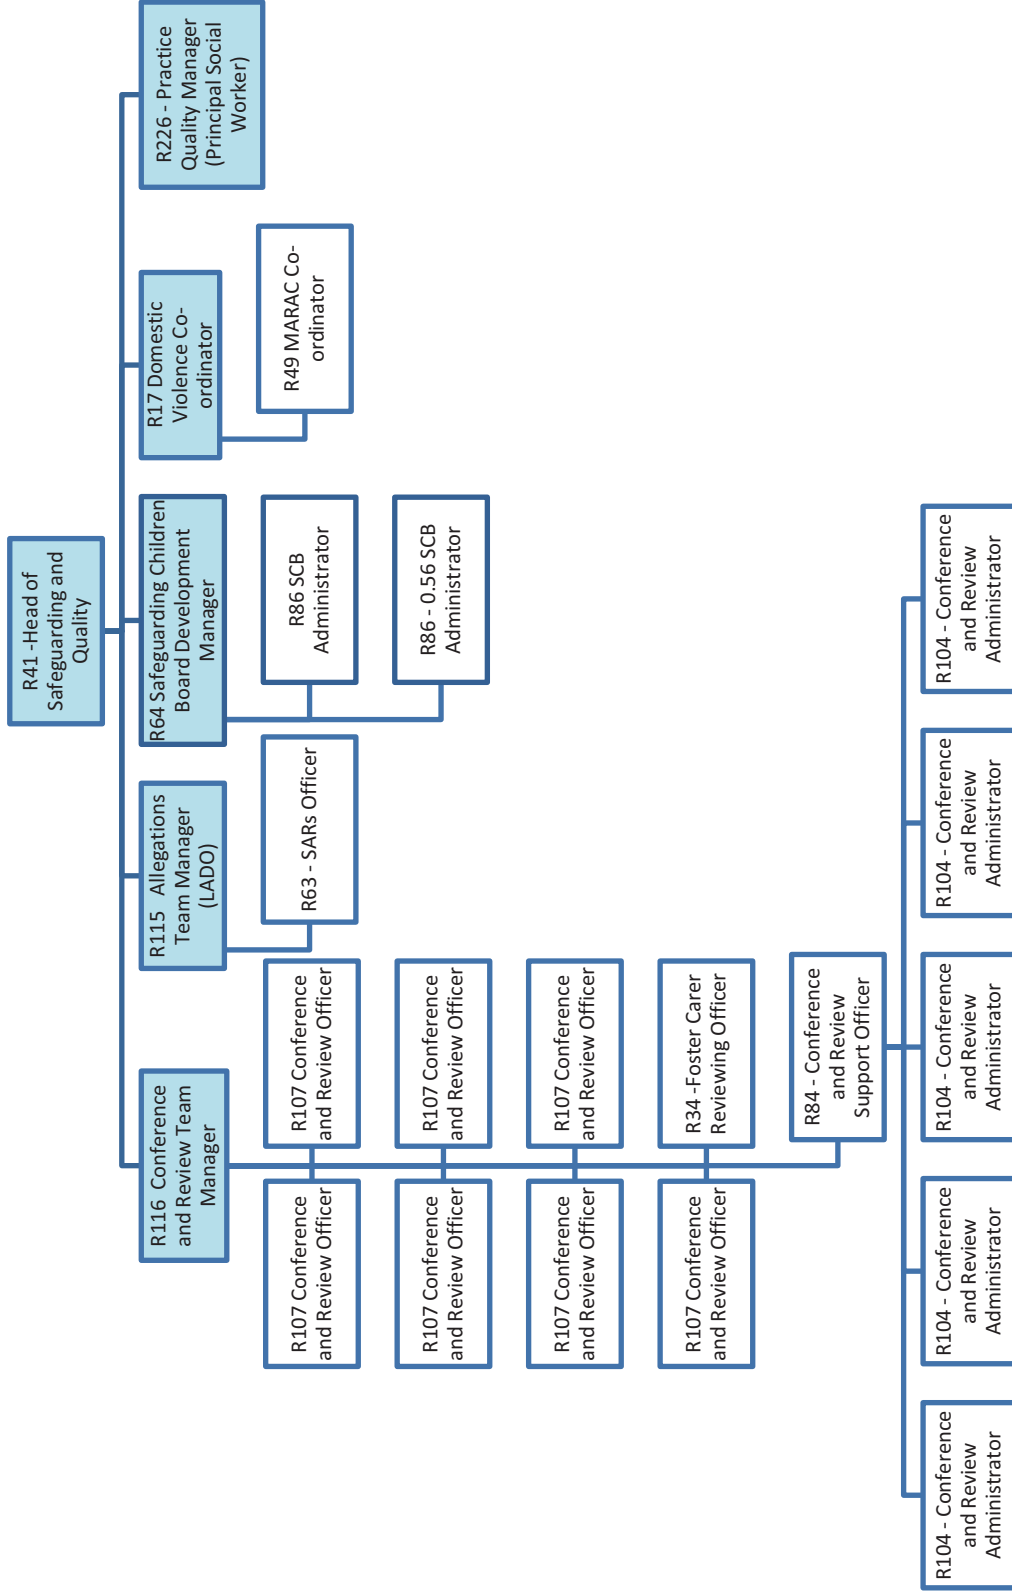 R41 -Head of
Safeguarding and
Quality
R116  Conference
and Review Team
Manager
R115   Allegations
Team Manager
(LADO)
R64 Safeguarding Children
Board Development
Manager
R17 Domestic
Violence Co-
ordinator
R226 - Practice
Quality Manager
(Principal Social
Worker)
R107 Conference
and Review Officer
R107 Conference
and Review Officer
R63 - SARs Officer
R86 SCB
Administrator
R49 MARAC Co-
ordinator
R107 Conference
and Review Officer
R107 Conference
and Review Officer
R86 - 0.56 SCB
Administrator
R107 Conference
and Review Officer
R107 Conference
and Review Officer
R107 Conference
and Review Officer
R34 -Foster Carer
Reviewing Officer
R84 - Conference
and Review
Support Officer
R104 - Conference
and Review
Administrator
R104 - Conference
and Review
Administrator
R104 - Conference
and Review
Administrator
R104 - Conference
and Review
Administrator
R104 - Conference
and Review
Administrator